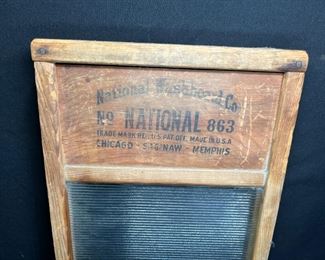 National Washboard Co
No NATIONAL 863
TRADE MARK REG. U.S. PAT. OFF. MADE IN U.S.A
CHICAGO - SAGINAW - MEMPHIS